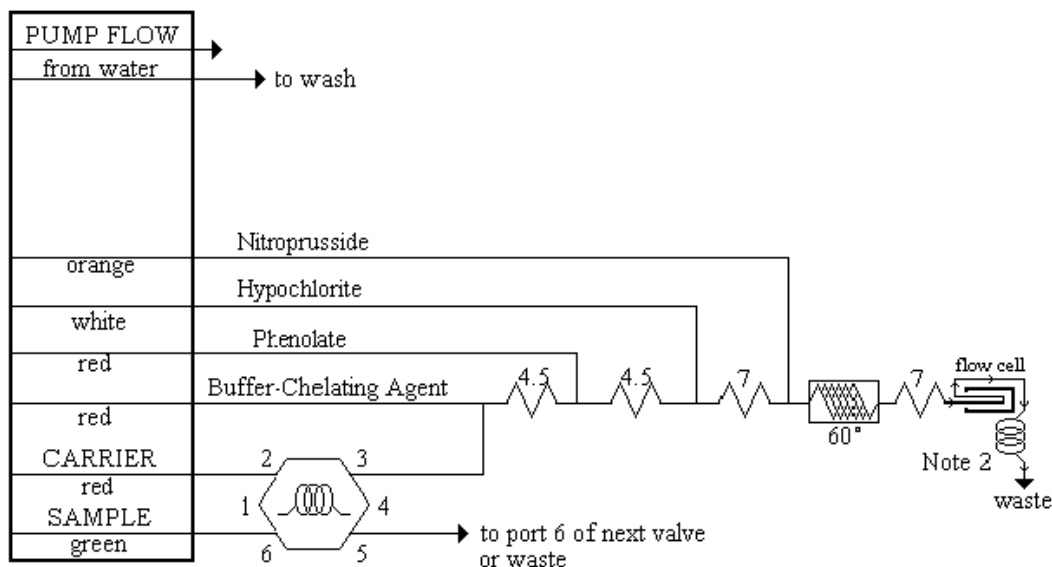 PUMP FLOW
from water
to wash
Nitroprusside
orange
Hypochlorite
white
Phenolate
red
4.5
4.5
7
7
flow cell
Buffer-Chelating Agent
red
60°
CARRIER
2
3
Note 2
red
1
4
waste
SAMPLE
to port 6 of next valve
green
6
5
or waste